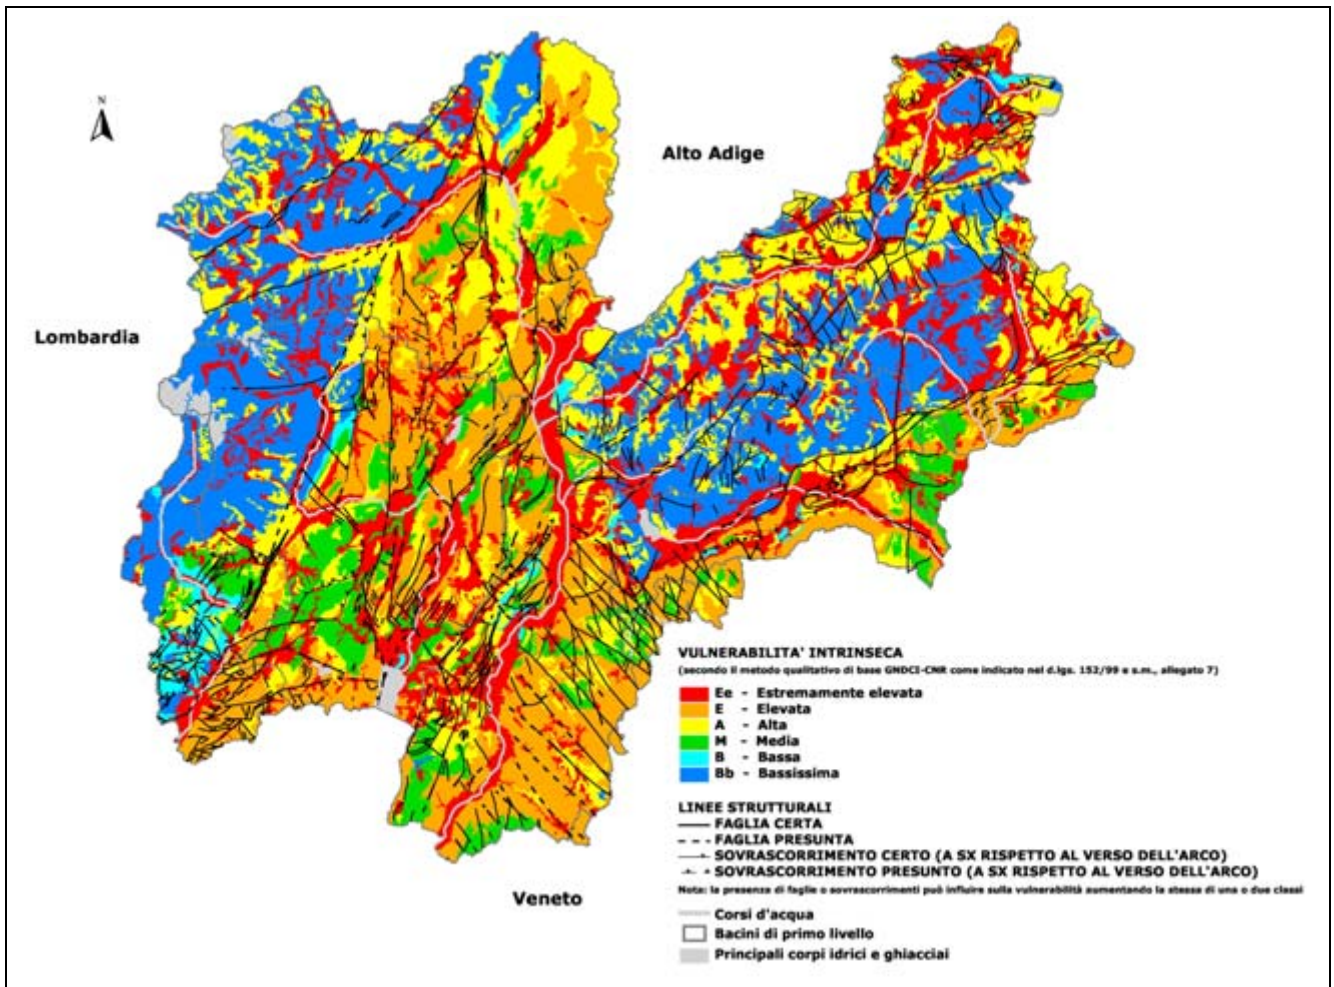 N
Alto Adige
Lombardia
VULNERABILITA' INTRINSECA
(secondo il metodo qualitativo di base GNDCI-CNR come indicato nel d.lgs. 152/99 e s.m., allegato 7)
Ee - Estremamente elevata
E - Elevata
A - Alta
M - Media
B - Bassa
Bb - Bassissima
LINEE STRUTTURALI
FAGLIA CERTA
FAGLIA PRESUNTA
SOVRASCORRIMENTO CERTO (A SX RISPETTO AL VERSO DELL'ARCO)
SOVRASCORRIMENTO PRESUNTO (A SX RISPETTO AL VERSO DELL'ARCO)
Nota: la presenza di faglie o sovrascorrimenti può influire sulla vulnerabilità aumentando la stessa di una o due classi
Veneto
Corsi d'acqua
Bacini di primo livello
Principali corpi idrici e ghiacciai